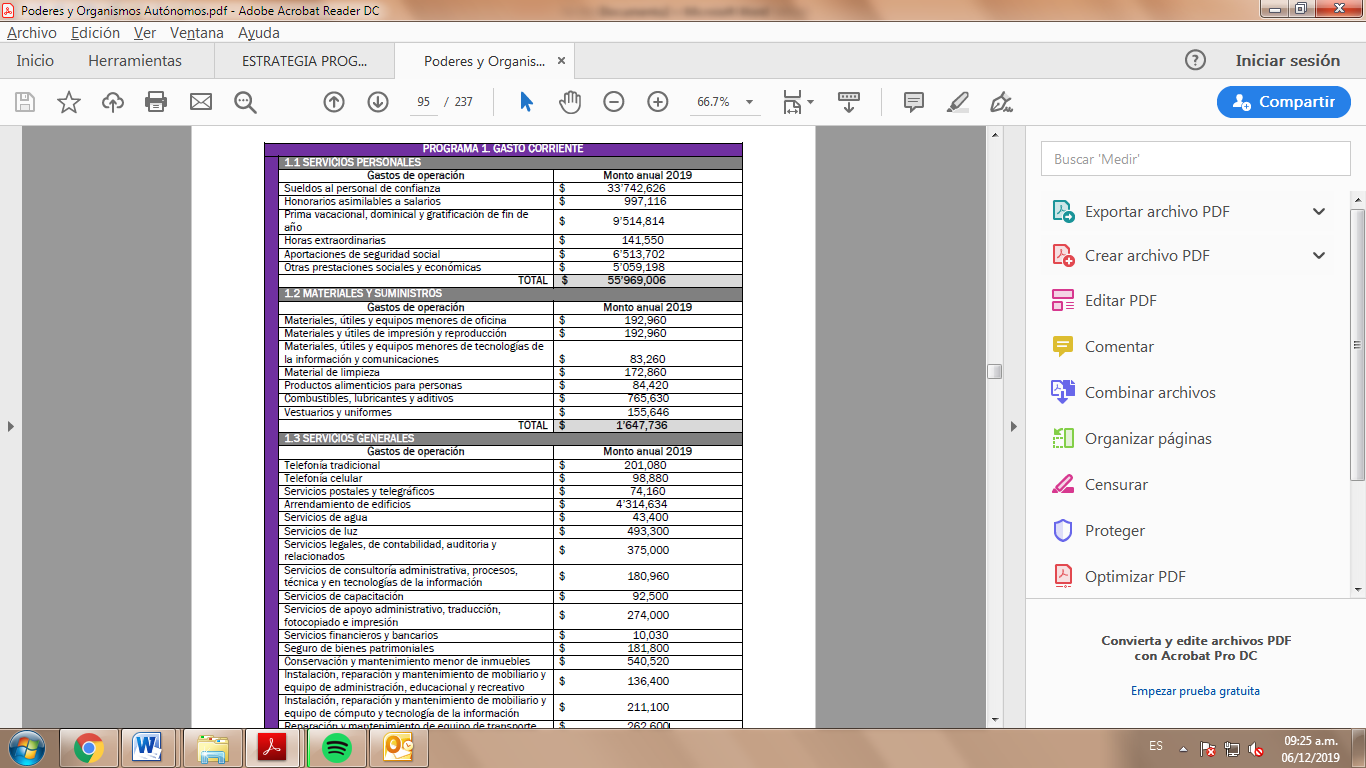 Poderes y Organismos Autónomos.pdf - Adobe Acrobat Reader DC
Archivo Edición Ver Ventana Ayuda
Inicio Herramientas ESTRATEGIA PROG... Poderes y Organis... × Iniciar sesión
95 / 237 66.7% Compartir
PROGRAMA 1. GASTO CORRIENTE
1.1 SERVICIOS PERSONALES
Gastos de operación Monto anual 2019
Sueldos al personal de confianza $ 33'742,626
Honorarios asimilables a salarios $ 997,116
Prima vacacional, dominical y gratificación de fin de
año $ 9'514,814
Horas extraordinarias $ 141,550
Aportaciones de seguridad social $ 6'513,702
Otras prestaciones sociales y económicas $ 5'059,198
TOTAL $ 55'969,006
1.2 MATERIALES Y SUMINISTROS
Gastos de operación Monto anual 2019
Materiales, útiles y equipos menores de oficina $ 192,960
Materiales y útiles de impresión y reproducción $ 192,960
Materiales, útiles y equipos menores de tecnologías de
la información y comunicaciones $ 83,260
Material de limpieza $ 172,860
Productos alimenticios para personas $ 84,420
Combustibles, lubricantes y aditivos $ 765,630
Vestuarios y uniformes $ 155,646
TOTAL $ 1'647,736
1.3 SERVICIOS GENERALES
Gastos de operación Monto anual 2019
Telefonía tradicional $ 201,080
Telefonía celular $ 98,880
Servicios postales y telegráficos $ 74,160
Arrendamiento de edificios $ 4'314,634
Servicios de agua $ 43,400
Servicios de luz $ 493,300
Servicios legales, de contabilidad, auditoria y
relacionados $ 375,000
Servicios de consultoría administrativa, procesos,
técnica y en tecnologías de la información $ 180,960
Servicios de capacitación $ 92,500
Servicios de apoyo administrativo, traducción,
fotocopiado e impresión $ 274,000
Servicios financieros y bancarios $ 10,030
Seguro de bienes patrimoniales $ 181,800
Conservación y mantenimiento menor de inmuebles $ 540,520
Instalación, reparación y mantenimiento de mobiliario y
equipo de administración, educacional y recreativo $ 136,400
Instalación, reparación y mantenimiento de mobiliario y
equipo de cómputo y tecnología de la información $ 211,100
Reparación y mantenimiento de equipo de transporte $ 262,600
Buscar 'Medir'
Exportar archivo PDF
Crear archivo PDF
Editar PDF
Comentar
Combinar archivos
Organizar páginas
Censurar
Proteger
Optimizar PDF
Convierta y edite archivos PDF
con Acrobat Pro DC
Empezar prueba gratuita
ES 09:25 a.m.
06/12/2019